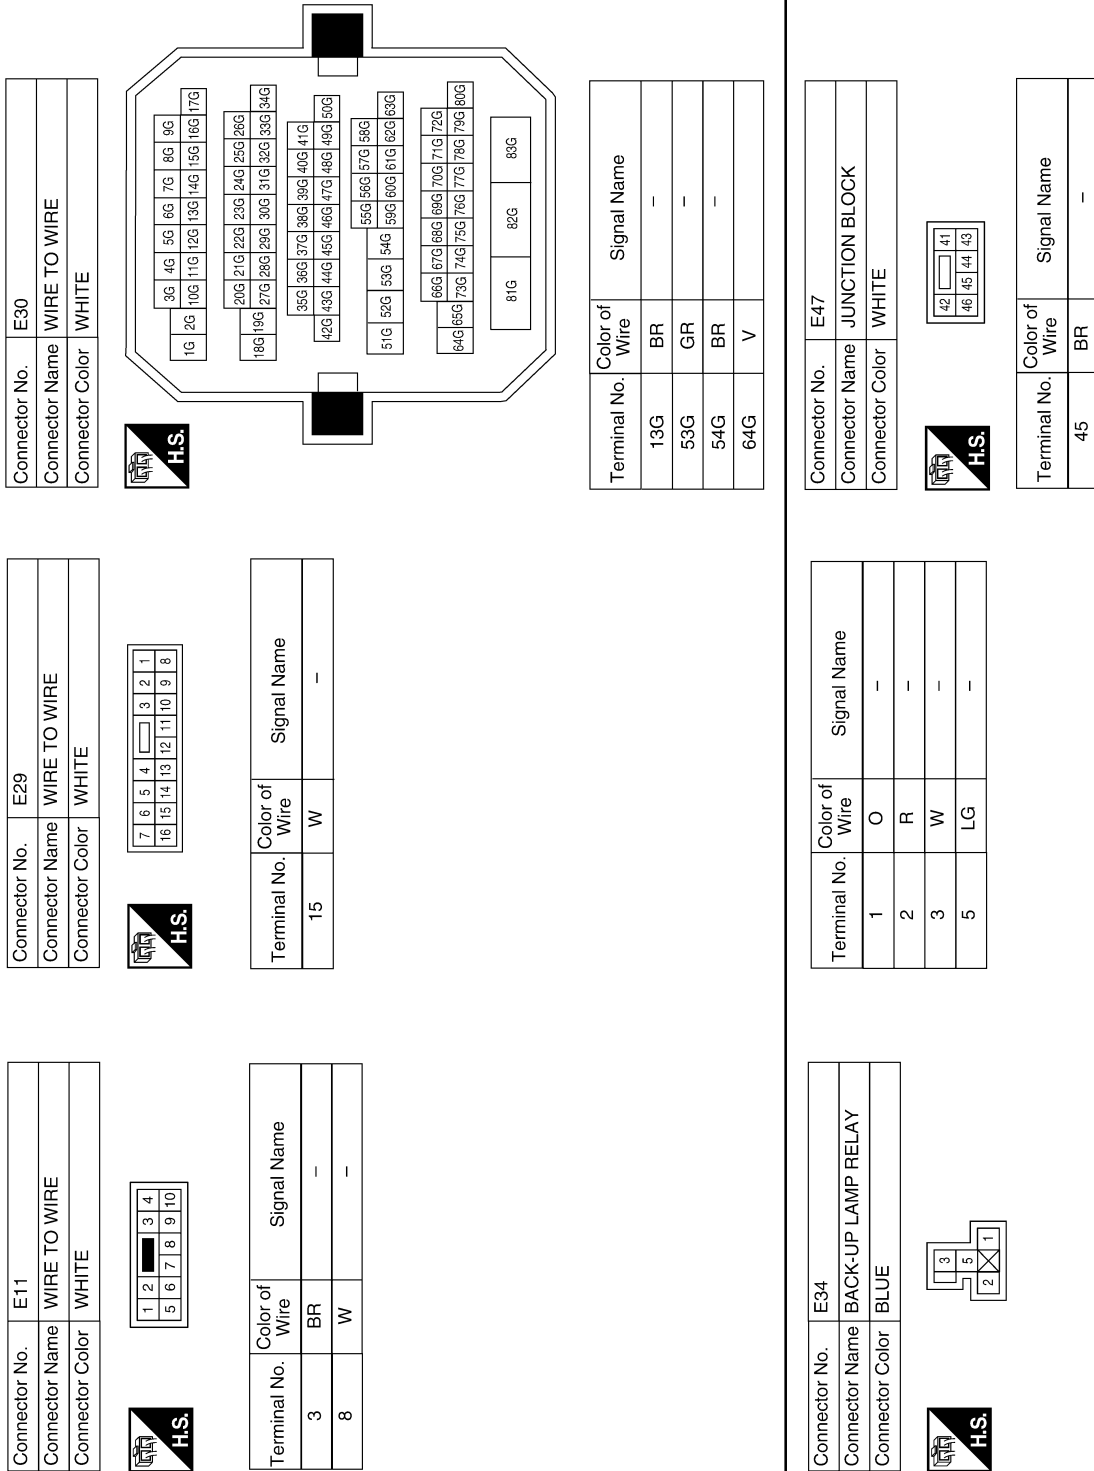 Connector No. E11
Connector Name WIRE TO WIRE
Connector Color WHITE
H.S.
1 2 3 4
5 6 7 8 9 10
Terminal No. Color of Wire Signal Name
3 BR –
8 W –
Connector No. E29
Connector Name WIRE TO WIRE
Connector Color WHITE
H.S.
7 6 5 4 3 2 1
16 15 14 13 12 11 10 9 8
Terminal No. Color of Wire Signal Name
15 W –
Connector No. E30
Connector Name WIRE TO WIRE
Connector Color WHITE
H.S.
1G 2G 3G 4G 5G 6G 7G 8G 9G
10G 11G 12G 13G 14G 15G 16G 17G
20G 21G 22G 23G 24G 25G 26G
18G 19G 27G 28G 29G 30G 31G 32G 33G 34G
35G 36G 37G 38G 39G 40G 41G
42G 43G 44G 45G 46G 47G 48G 49G 50G
55G 56G 57G 58G
51G 52G 53G 54G 59G 60G 61G 62G 63G
66G 67G 68G 69G 70G 71G 72G
64G 65G 73G 74G 75G 76G 77G 78G 79G 80G
81G 82G 83G
Terminal No. Color of Wire Signal Name
13G BR –
53G GR –
54G BR –
64G V
Connector No. E34
Connector Name BACK-UP LAMP RELAY
Connector Color BLUE
H.S.
3
5
2 1
Terminal No. Color of Wire Signal Name
1 O –
2 R –
3 W –
5 LG –
Connector No. E47
Connector Name JUNCTION BLOCK
Connector Color WHITE
H.S.
42 41
46 45 44 43
Terminal No. Color of Wire Signal Name
45 BR –